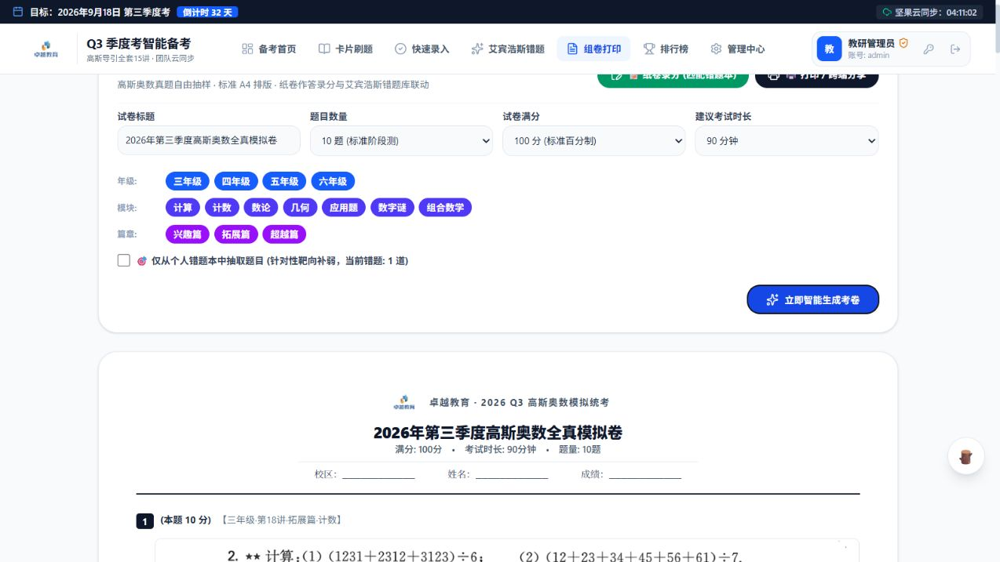 目标：2026年9月18日 第三季度考 倒计时 32 天
坚果云同步：04:11:02
卓越教育
Q3 季度考智能备考
高斯导引全套15讲 · 团队云同步
备考首页 卡片刷题 快速录入 艾宾浩斯错题 组卷打印 排行榜 管理中心
教 教研管理员
账号: admin
高斯奥数真题自由抽样 · 标准 A4 排版 · 纸卷作答录分与艾宾浩斯错题库联动
纸卷录分 (匹配错题本) 打印 / 跨端分享
试卷标题 题目数量 试卷满分 建议考试时长
2026年第三季度高斯奥数全真模拟卷 10 题 (标准阶段测) 100 分 (标准百分制) 90 分钟
年级: 三年级 四年级 五年级 六年级
模块: 计算 计数 数论 几何 应用题 数字谜 组合数学
篇章: 兴趣篇 拓展篇 超越篇
仅从个人错题本中抽取题目 (针对性靶向补弱，当前错题: 1 道)
立即智能生成考卷
卓越教育 卓越教育 · 2026 Q3 高斯奥数模拟统考
2026年第三季度高斯奥数全真模拟卷
满分: 100分 • 考试时长: 90分钟 • 题量: 10题
校区：______________ 姓名：______________ 成绩：______________
1 (本题 10 分) 【三年级·第18讲·拓展篇·计数】
2. ★★ 计算：(1) (1231＋2312＋3123)÷6； (2) (12＋23＋34＋45＋56＋61)÷7.